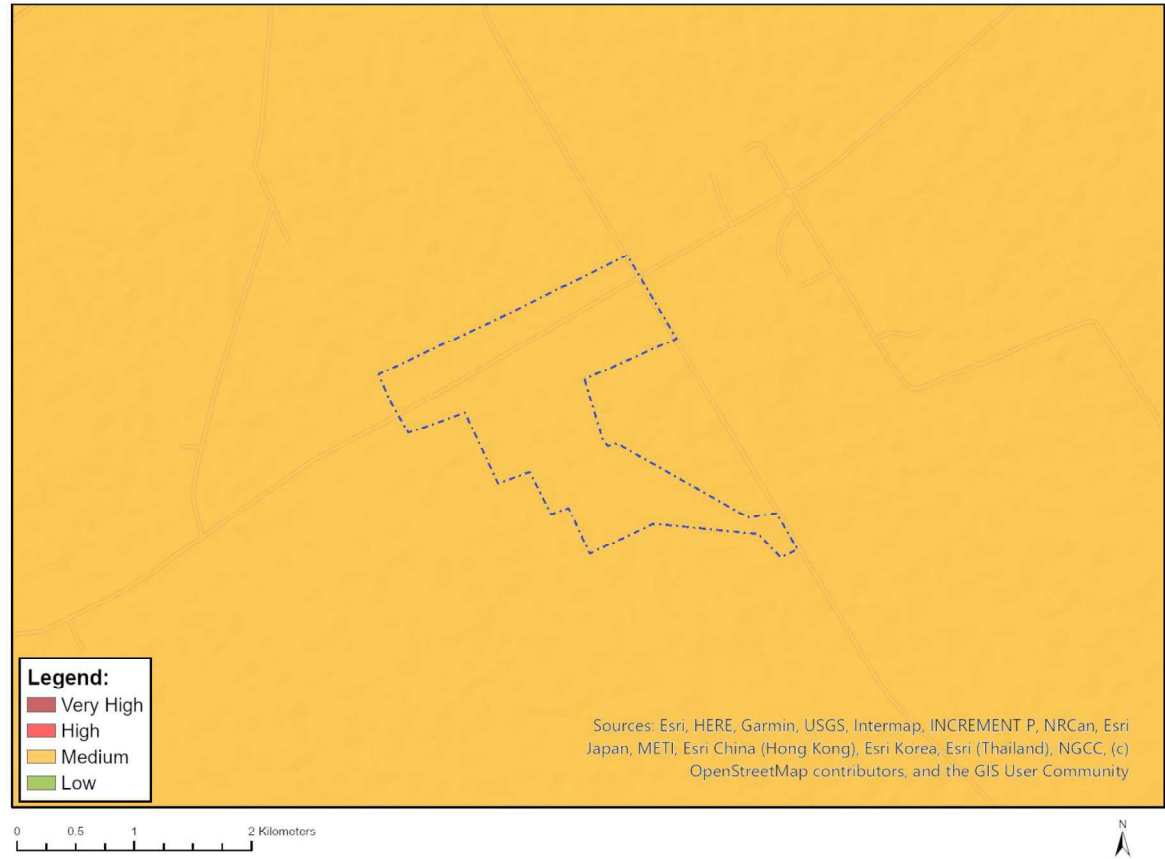 Legend:
Very High
High
Medium
Low
Sources: Esri, HERE, Garmin, USGS, Intermap, INCREMENT P, NRCan, Esri
Japan, METI, Esri China (Hong Kong), Esri Korea, Esri (Thailand), NGCC, (c)
OpenStreetMap contributors, and the GIS User Community
0 0.5 1 2 Kilometers
N